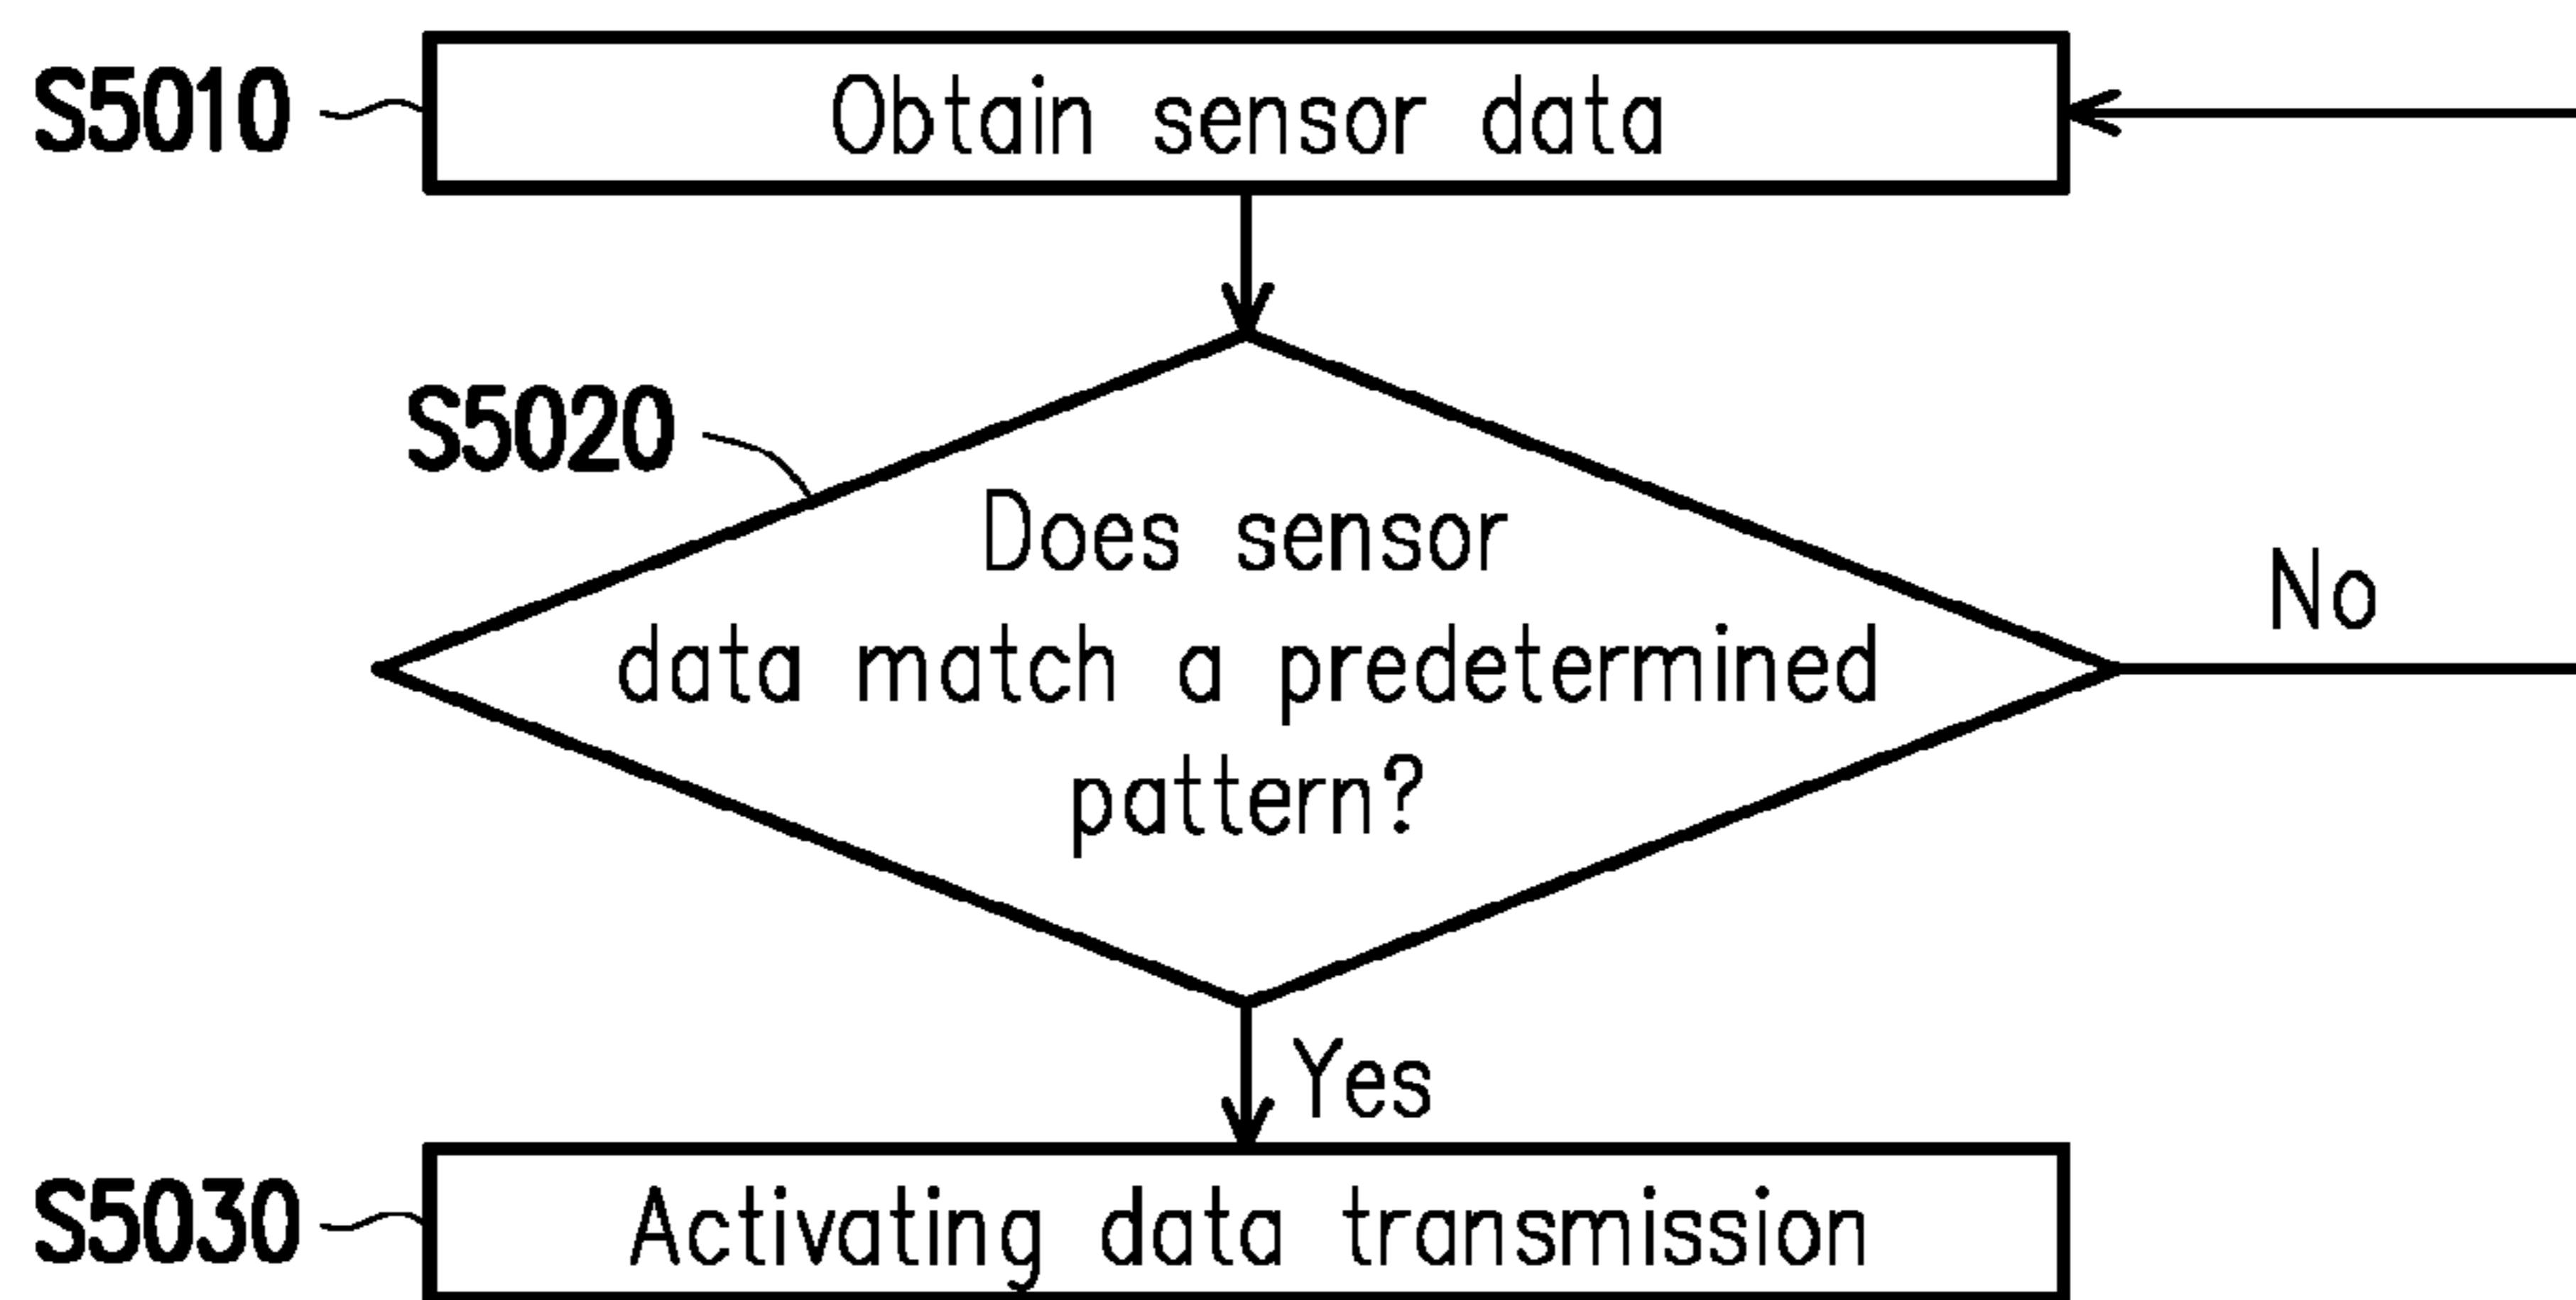 S5010
Obtain sensor data
S5020
Does sensor
data match a predetermined
pattern?
No
Yes
S5030
Activating data transmission